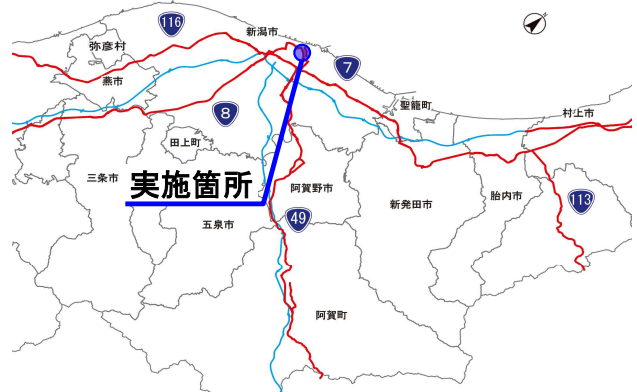 116
新潟市
弥彦村
7
燕市
聖籠町
8
村上市
田上町
実施箇所
三条市
阿賀野市
胎内市
新発田市
113
49
五泉市
阿賀町